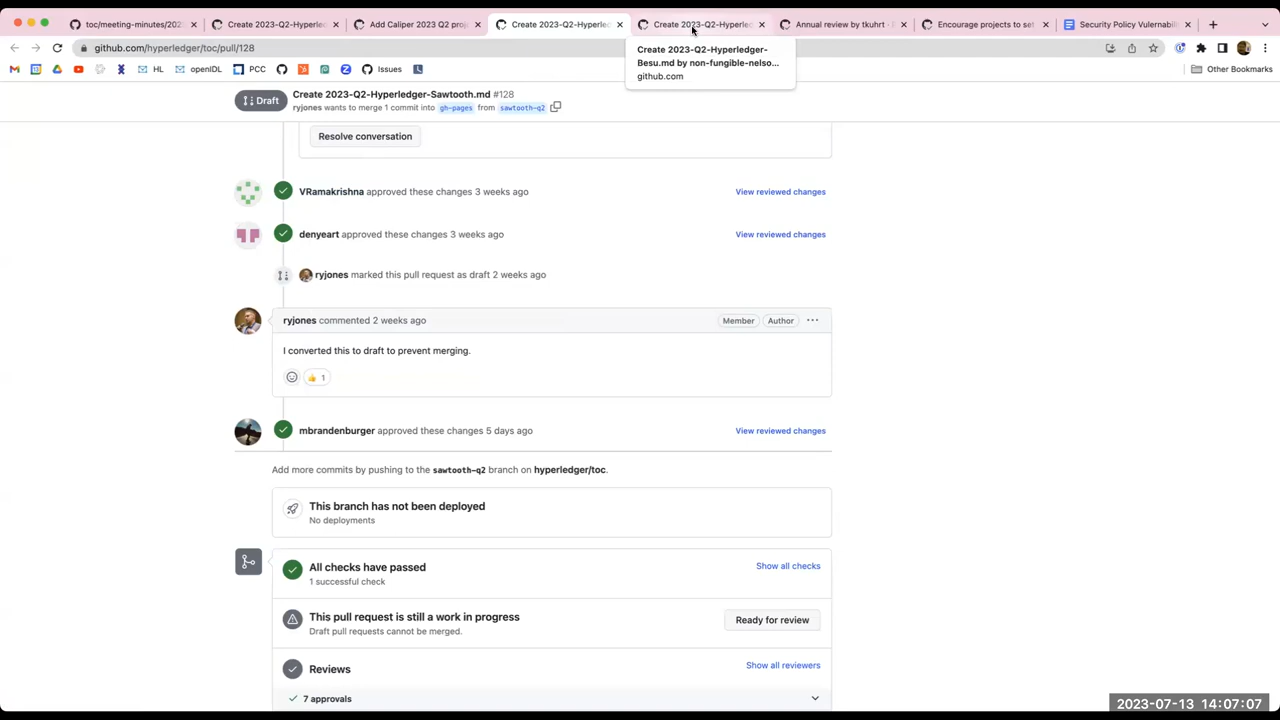 toc/meeting-minutes/202
Create 2023-Q2-Hyperledger-
Add Caliper 2023 Q2 proj
Create 2023-Q2-Hyperledge
Create 2023-Q2-Hyperledge
Annual review by tkuhrt · P
Encourage projects to set
Security Policy Vulnerabili
github.com/hyperledger/toc/pull/128
Create 2023-Q2-Hyperledger-
Besu.md by non-fungible-nelso...
github.com
HL
openIDL
PCC
Issues
Other Bookmarks
Draft
Create 2023-Q2-Hyperledger-Sawtooth.md #128
ryjones wants to merge 1 commit into gh-pages from sawtooth-q2
Resolve conversation
VRamakrishna approved these changes 3 weeks ago
View reviewed changes
denyeart approved these changes 3 weeks ago
View reviewed changes
ryjones marked this pull request as draft 2 weeks ago
ryjones commented 2 weeks ago
Member
Author
I converted this to draft to prevent merging.
1
mbrandenburger approved these changes 5 days ago
View reviewed changes
Add more commits by pushing to the sawtooth-q2 branch on hyperledger/toc.
This branch has not been deployed
No deployments
All checks have passed
Show all checks
1 successful check
This pull request is still a work in progress
Ready for review
Draft pull requests cannot be merged.
Reviews
Show all reviewers
7 approvals
2023-07-13 14:07:07